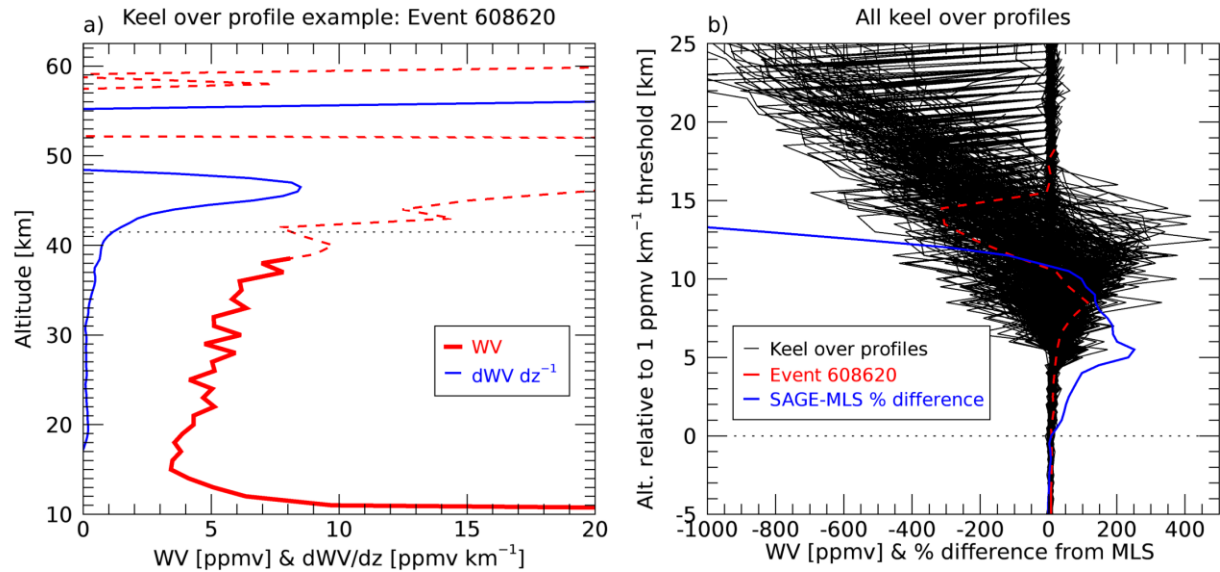 a) Keel over profile example: Event 608620
60
50
40
30
20
10
Altitude [km]
WV
dWV dz⁻¹
0 5 10 15 20
WV [ppmv] & dWV/dz [ppmv km⁻¹]
b) All keel over profiles
25
20
15
10
5
0
-5
Alt. relative to 1 ppmv km⁻¹ threshold [km]
Keel over profiles
Event 608620
SAGE-MLS % difference
-1000 -800 -600 -400 -200 0 200 400
WV [ppmv] & % difference from MLS